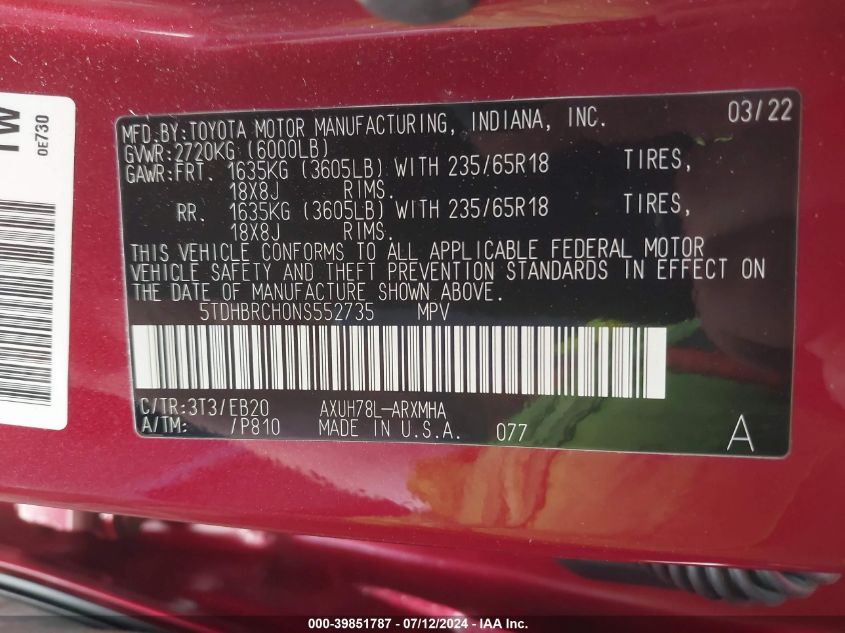 TW
0E730
MFD.BY:TOYOTA MOTOR MANUFACTURING, INDIANA, INC. 03/22
GVWR:2720KG (6000LB)
GAWR:FRT. 1635KG (3605LB) WITH 235/65R18 TIRES,
18X8J RIMS.
RR. 1635KG (3605LB) WITH 235/65R18 TIRES,
18X8J RIMS.
THIS VEHICLE CONFORMS TO ALL APPLICABLE FEDERAL MOTOR
VEHICLE SAFETY AND THEFT PREVENTION STANDARDS IN EFFECT ON
THE DATE OF MANUFACTURE SHOWN ABOVE.
5TDHBRCH0NS552735 MPV
C/TR:3T3/EB20 AXUH78L-ARXMHA
A/TM: /P810 MADE IN U.S.A. 077 A
000-39851787 - 07/12/2024 - IAA Inc.